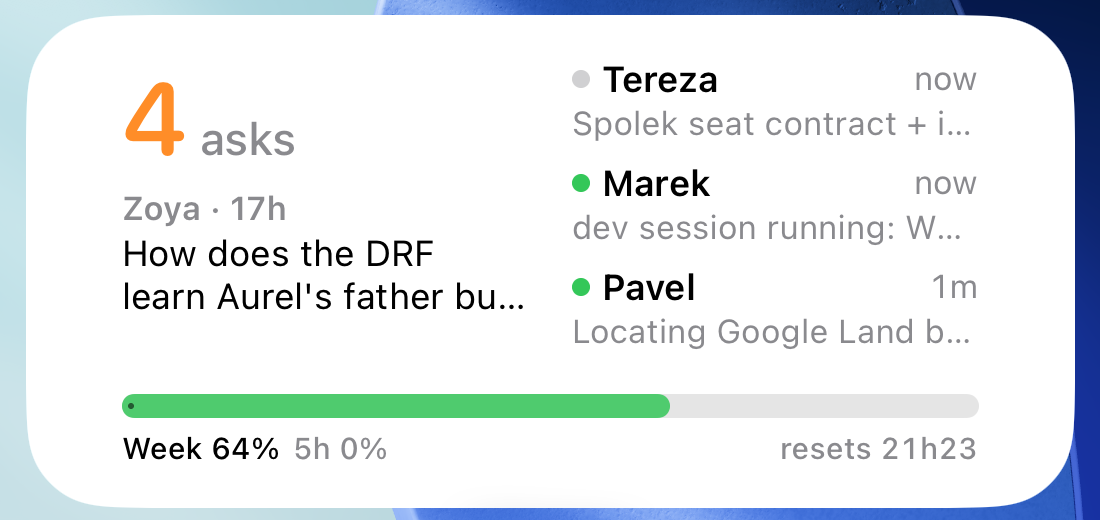 4 asks
Zoya · 17h
How does the DRF
learn Aurel's father bu...
Tereza now
Spolek seat contract + i...
Marek now
dev session running: W...
Pavel 1m
Locating Google Land b...
Week 64% 5h 0% resets 21h23